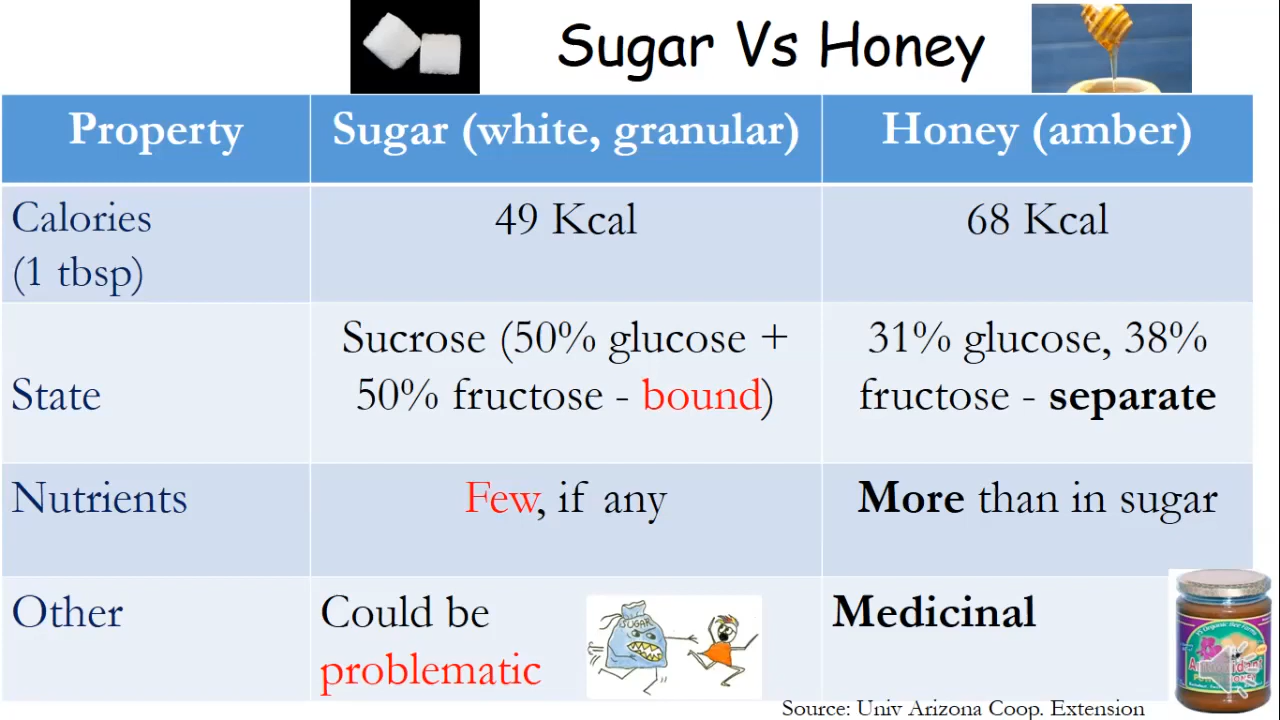 Sugar Vs Honey
Property
Sugar (white, granular)
Honey (amber)
Calories
(1 tbsp)
49 Kcal
68 Kcal
State
Sucrose (50% glucose +
50% fructose - bound)
31% glucose, 38%
fructose - separate
Nutrients
Few, if any
More than in sugar
Other
Could be
problematic
SUGAR
Medicinal
Source: Univ Arizona Coop. Extension